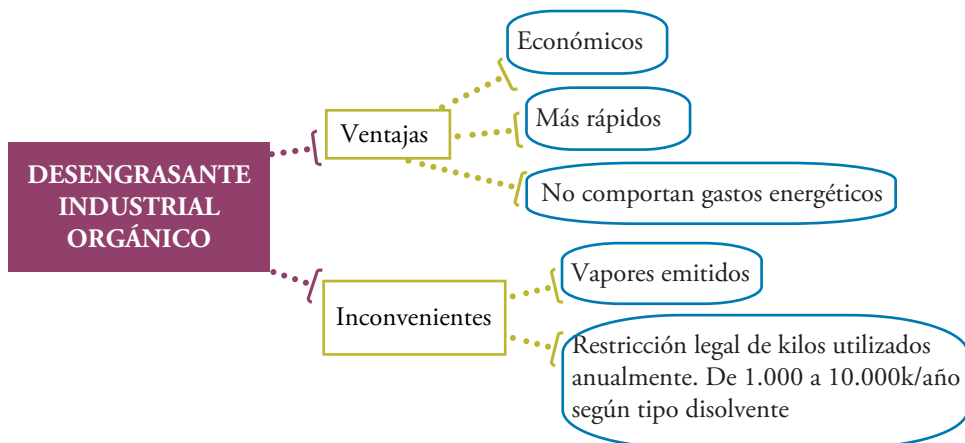 DESENGRASANTE
INDUSTRIAL
ORGÁNICO
Ventajas
Económicos
Más rápidos
No comportan gastos energéticos
Inconvenientes
Vapores emitidos
Restricción legal de kilos utilizados
anualmente. De 1.000 a 10.000k/año
según tipo disolvente